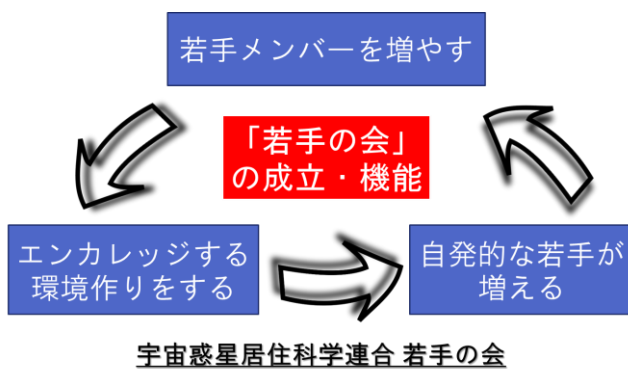 若手メンバーを増やす
「若手の会」
の成立・機能
エンカレッジする
環境作りをする
自発的な若手が
増える
宇宙惑星居住科学連合 若手の会